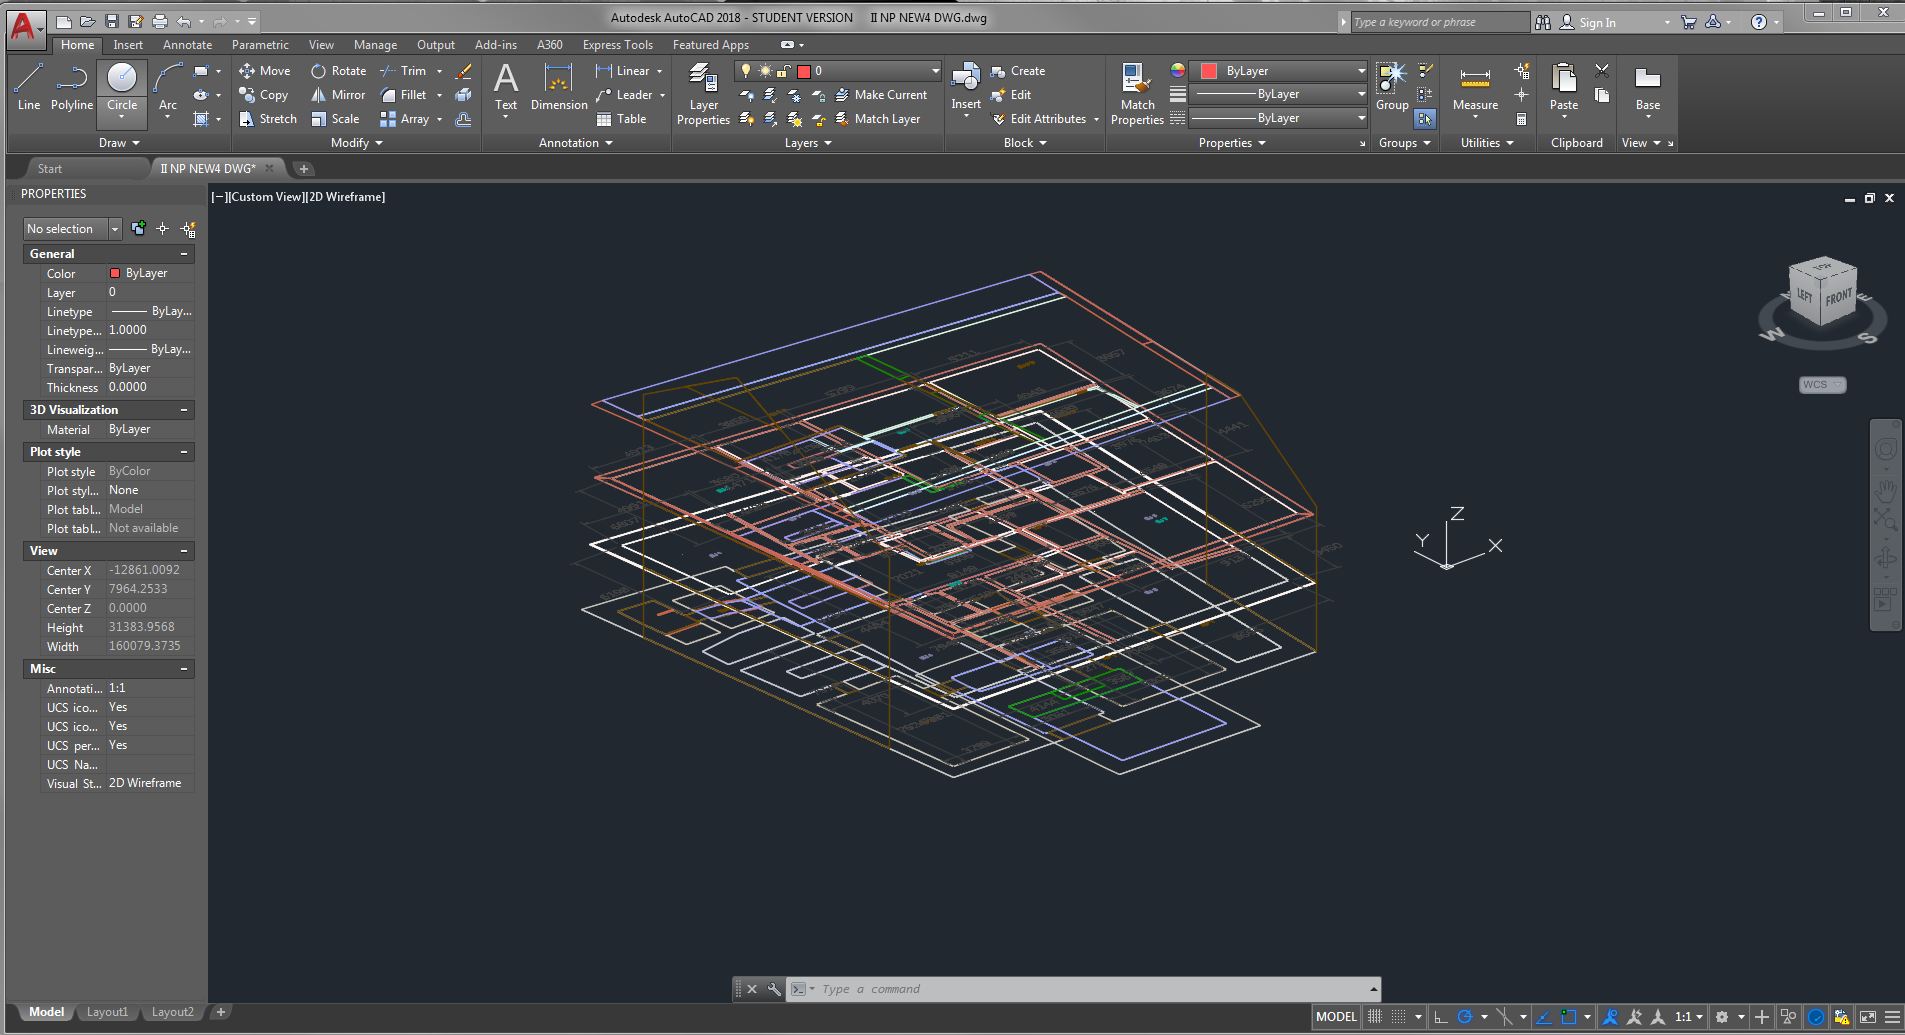 Autodesk AutoCAD 2018 - STUDENT VERSION II NP NEW4 DWG.dwg
Type a keyword or phrase
Sign In
Home Insert Annotate Parametric View Manage Output Add-ins A360 Express Tools Featured Apps
Line Polyline Circle Arc
Move Rotate Trim
Copy Mirror Fillet
Stretch Scale Array
Text Dimension
Linear
Leader
Table
Layer Properties
0
Make Current
Match Layer
Insert
Create
Edit
Edit Attributes
Match Properties
ByLayer
ByLayer
ByLayer
Group
Measure
Paste
Base
Draw Modify Annotation Layers Block Properties Groups Utilities Clipboard View
Start II NP NEW4 DWG*
PROPERTIES
[−][Custom View][2D Wireframe]
No selection
General
Color ByLayer
Layer 0
Linetype ByLay...
Linetype... 1.0000
Lineweig... ByLay...
Transpar... ByLayer
Thickness 0.0000
3D Visualization
Material ByLayer
Plot style
Plot style ByColor
Plot styl... None
Plot tabl... Model
Plot tabl... Not available
View
Center X -12861.0092
Center Y 7964.2533
Center Z 0.0000
Height 31383.9568
Width 160079.3735
Misc
Annotati... 1:1
UCS ico... Yes
UCS ico... Yes
UCS per... Yes
UCS Na...
Visual St... 2D Wireframe
TOP
LEFT FRONT
W S
WCS
Z
Y X
Type a command
Model Layout1 Layout2
MODEL
1:1